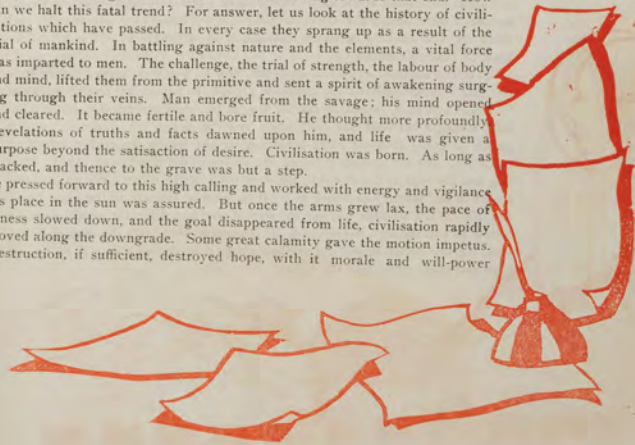 n we halt this fatal trend? For answer, let us look at the history of civili-
tions which have passed. In every case they sprang up as a result of the
ial of mankind. In battling against nature and the elements, a vital force
as imparted to men. The challenge, the trial of strength, the labour of body
nd mind, lifted them from the primitive and sent a spirit of awakening surg-
g through their veins. Man emerged from the savage; his mind opened
nd cleared. It became fertile and bore fruit. He thought more profoundly
evelations of truths and facts dawned upon him, and life was given a
urpose beyond the satisaction of desire. Civilisation was born. As long as
acked, and thence to the grave was but a step.
e pressed forward to this high calling and worked with energy and vigilance
s place in the sun was assured. But once the arms grew lax, the pace of
ness slowed down, and the goal disappeared from life, civilisation rapidly
oved along the downgrade. Some great calamity gave the motion impetus.
estruction, if sufficient, destroyed hope, with it morale and will-power